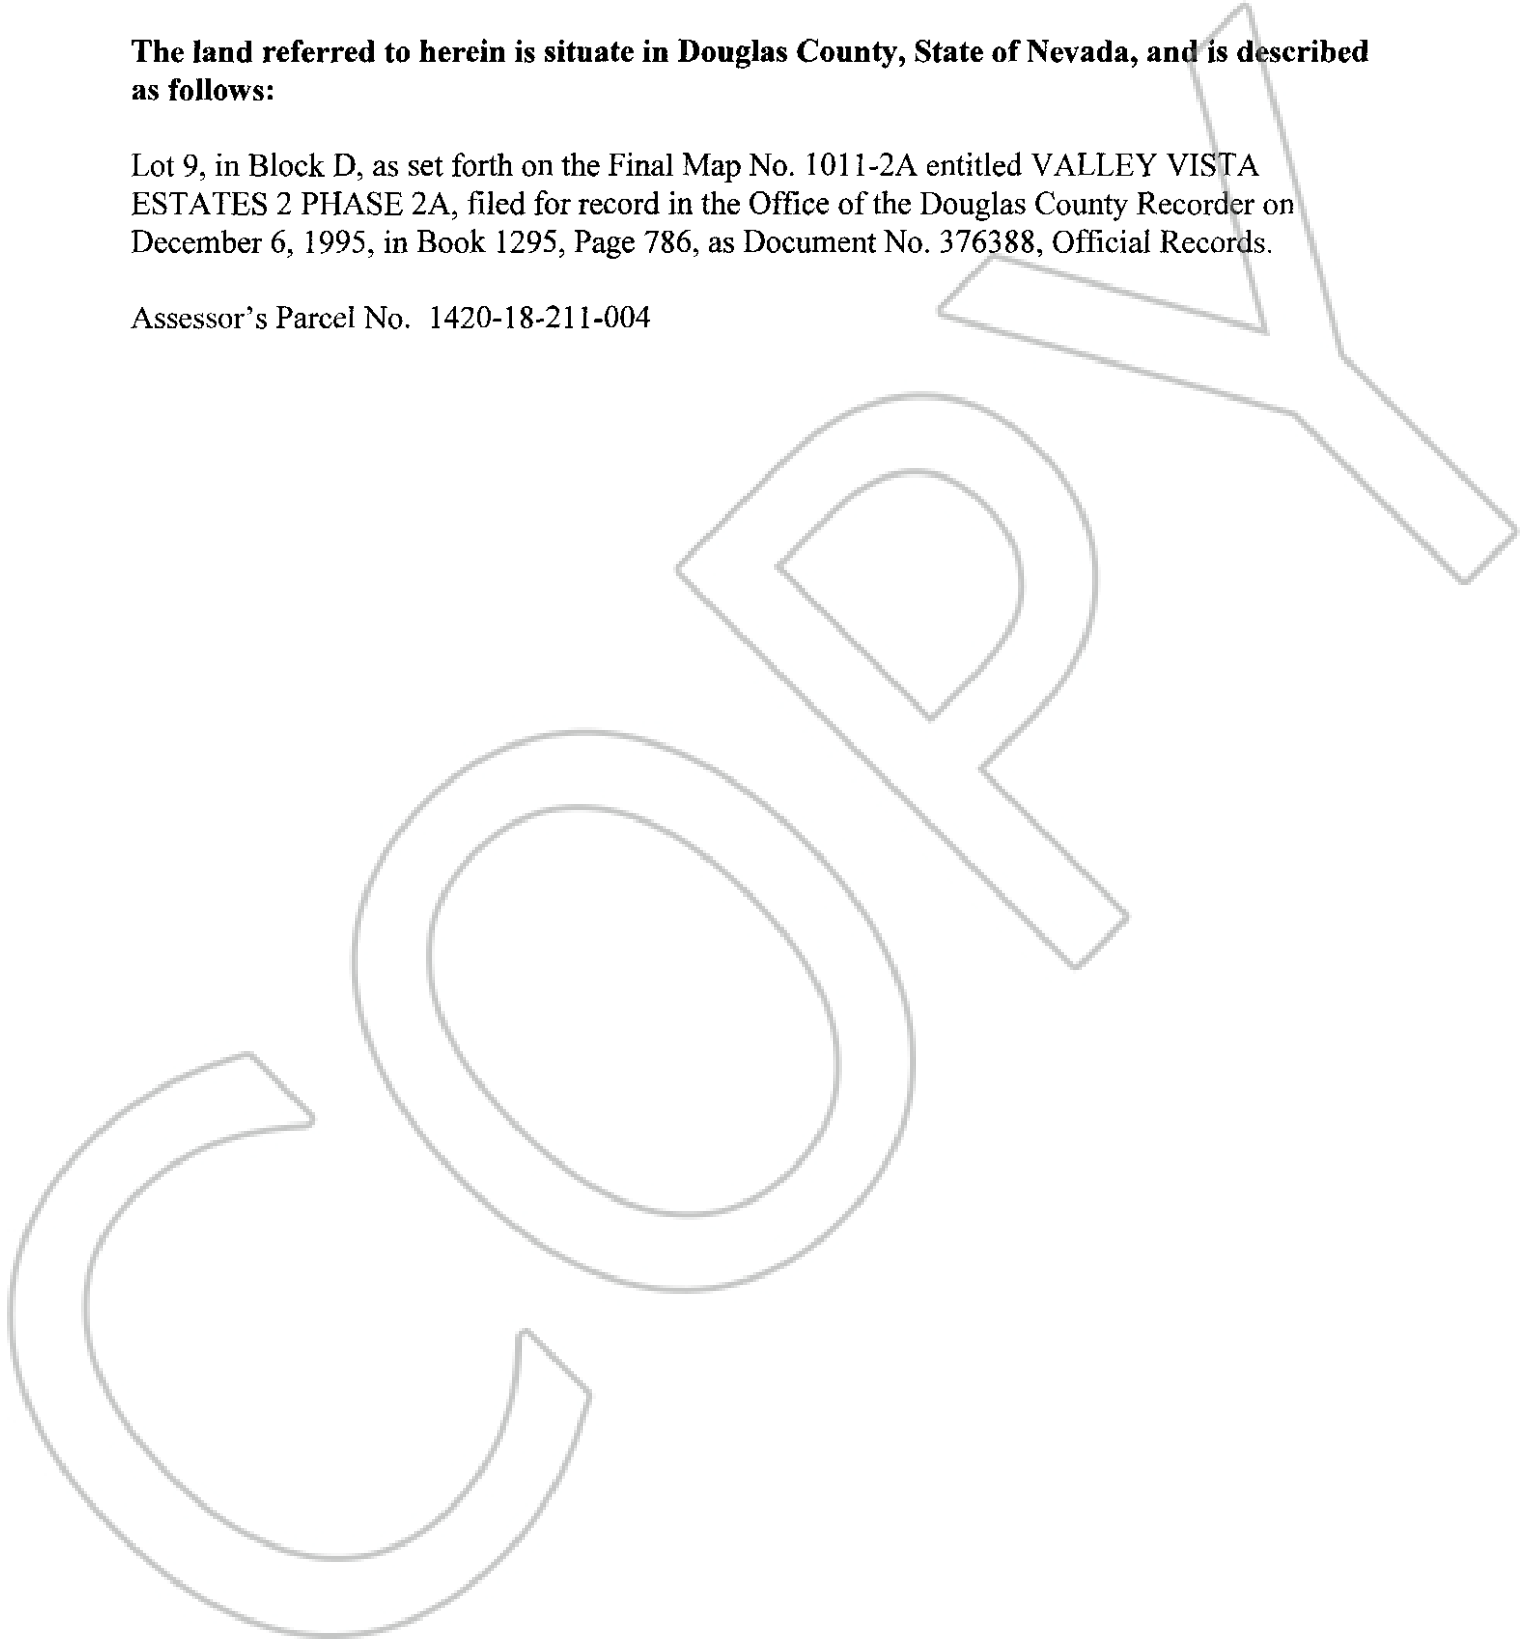 The land referred to herein is situate in Douglas County, State of Nevada, and is described
as follows:
Lot 9, in Block D, as set forth on the Final Map No. 1011-2A entitled VALLEY VISTA
ESTATES 2 PHASE 2A, filed for record in the Office of the Douglas County Recorder on
December 6, 1995, in Book 1295, Page 786, as Document No. 376388, Official Records.
Assessor's Parcel No. 1420-18-211-004
COPY